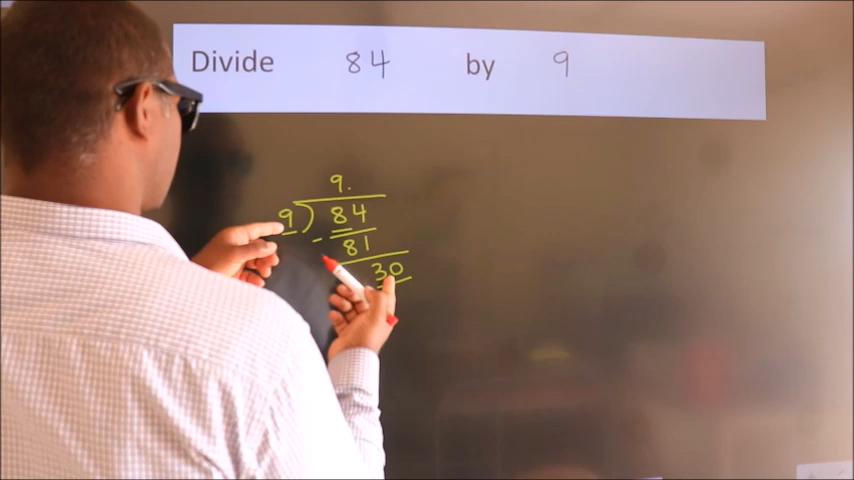 Divide 84 by 9
9.
9 ) 84
- 81
30